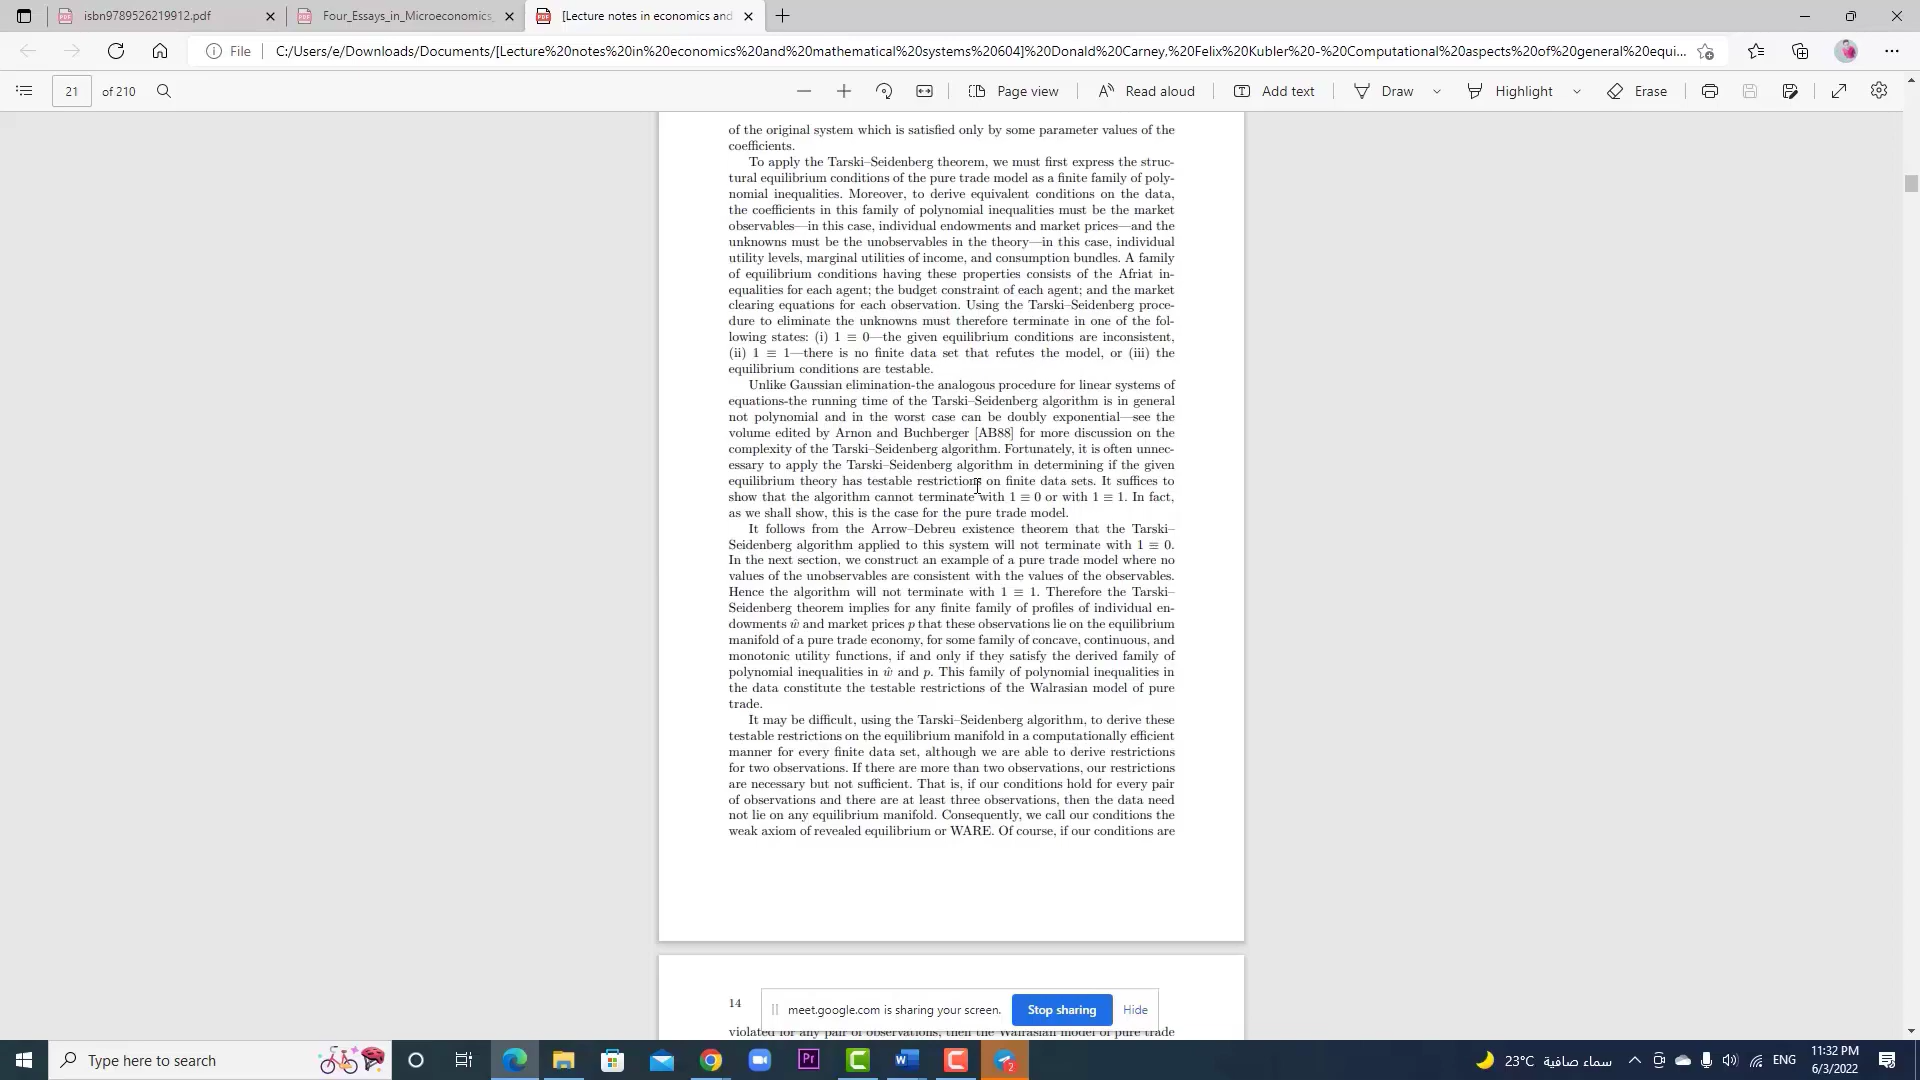 isbn9789526219912.pdf
Four_Essays_in_Microeconomics_
[Lecture notes in economics and
File
C:/Users/e/Downloads/Documents/[Lecture%20notes%20in%20economics%20and%20mathematical%20systems%20604]%20Donald%20Carney,%20Felix%20Kubler%20-%20Computational%20aspects%20of%20general%20equi...
21
of 210
Page view
Read aloud
Add text
Draw
Highlight
Erase
of the original system which is satisfied only by some parameter values of the
coefficients.
To apply the Tarski–Seidenberg theorem, we must first express the struc-
tural equilibrium conditions of the pure trade model as a finite family of poly-
nomial inequalities. Moreover, to derive equivalent conditions on the data,
the coefficients in this family of polynomial inequalities must be the market
observables—in this case, individual endowments and market prices—and the
unknowns must be the unobservables in the theory—in this case, individual
utility levels, marginal utilities of income, and consumption bundles. A family
of equilibrium conditions having these properties consists of the Afriat in-
equalities for each agent; the budget constraint of each agent; and the market
clearing equations for each observation. Using the Tarski–Seidenberg proce-
dure to eliminate the unknowns must therefore terminate in one of the fol-
lowing states: (i) 1 ≡ 0—the given equilibrium conditions are inconsistent,
(ii) 1 ≡ 1—there is no finite data set that refutes the model, or (iii) the
equilibrium conditions are testable.
Unlike Gaussian elimination-the analogous procedure for linear systems of
equations-the running time of the Tarski–Seidenberg algorithm is in general
not polynomial and in the worst case can be doubly exponential—see the
volume edited by Arnon and Buchberger [AB88] for more discussion on the
complexity of the Tarski–Seidenberg algorithm. Fortunately, it is often unnec-
essary to apply the Tarski–Seidenberg algorithm in determining if the given
equilibrium theory has testable restrictions on finite data sets. It suffices to
show that the algorithm cannot terminate with 1 ≡ 0 or with 1 ≡ 1. In fact,
as we shall show, this is the case for the pure trade model.
It follows from the Arrow–Debreu existence theorem that the Tarski–
Seidenberg algorithm applied to this system will not terminate with 1 ≡ 0.
In the next section, we construct an example of a pure trade model where no
values of the unobservables are consistent with the values of the observables.
Hence the algorithm will not terminate with 1 ≡ 1. Therefore the Tarski–
Seidenberg theorem implies for any finite family of profiles of individual en-
dowments ŵ and market prices p that these observations lie on the equilibrium
manifold of a pure trade economy, for some family of concave, continuous, and
monotonic utility functions, if and only if they satisfy the derived family of
polynomial inequalities in ŵ and p. This family of polynomial inequalities in
the data constitute the testable restrictions of the Walrasian model of pure
trade.
It may be difficult, using the Tarski–Seidenberg algorithm, to derive these
testable restrictions on the equilibrium manifold in a computationally efficient
manner for every finite data set, although we are able to derive restrictions
for two observations. If there are more than two observations, our restrictions
are necessary but not sufficient. That is, if our conditions hold for every pair
of observations and there are at least three observations, then the data need
not lie on any equilibrium manifold. Consequently, we call our conditions the
weak axiom of revealed equilibrium or WARE. Of course, if our conditions are
14
meet.google.com is sharing your screen.
Stop sharing
Hide
violated for any pair of observations, then the Walrasian model of pure trade
Type here to search
Pr
2
23°C سماء صافية
ENG
11:32 PM
6/3/2022